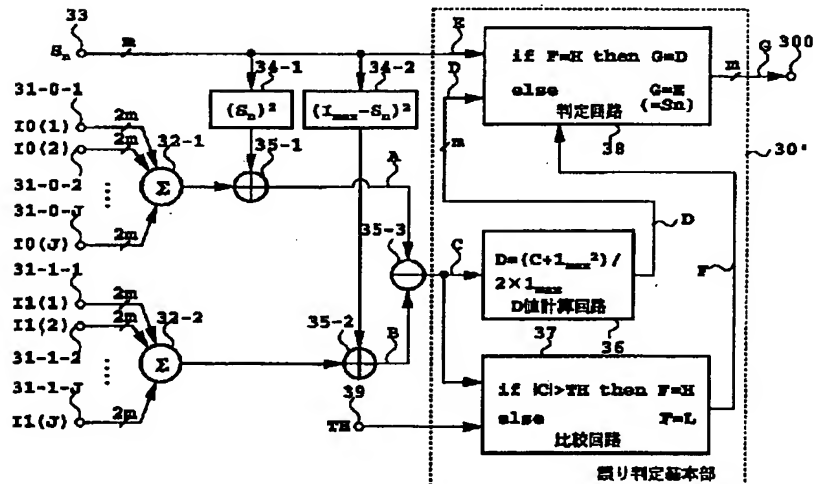 33
Sn
m
34-1
34-2
E
D
if F=H then G=D
else G=E
(=Sn)
判定回路
38
m
G
300
30'
31-0-1
I0(1)
2m
I0(2)
2m
32-1
31-0-2
31-0-J
I0(J)
2m
Σ
(Sn)²
(Imax-Sn)²
35-1
A
35-3
C
m
D
F
D=(C+1max²)/
2×1max
D値計算回路
36
37
31-1-1
I1(1)
2m
I1(2)
2m
32-2
31-1-2
31-1-J
I1(J)
2m
Σ
35-2
B
39
TH
if |C|>TH then F=H
else F=L
比較回路
誤り判定基本部